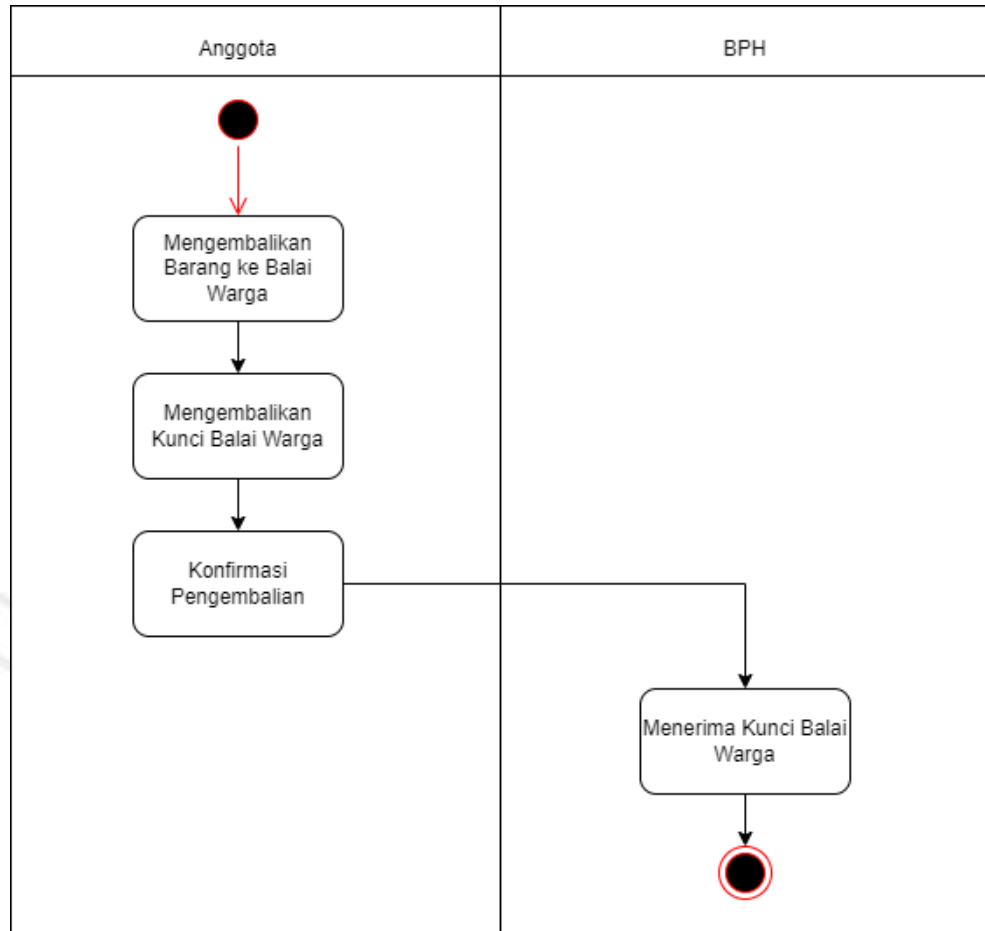 Anggota
BPH
Mengembalikan
Barang ke Balai
Warga
Mengembalikan
Kunci Balai Warga
Konfirmasi
Pengembalian
Menerima Kunci Balai
Warga